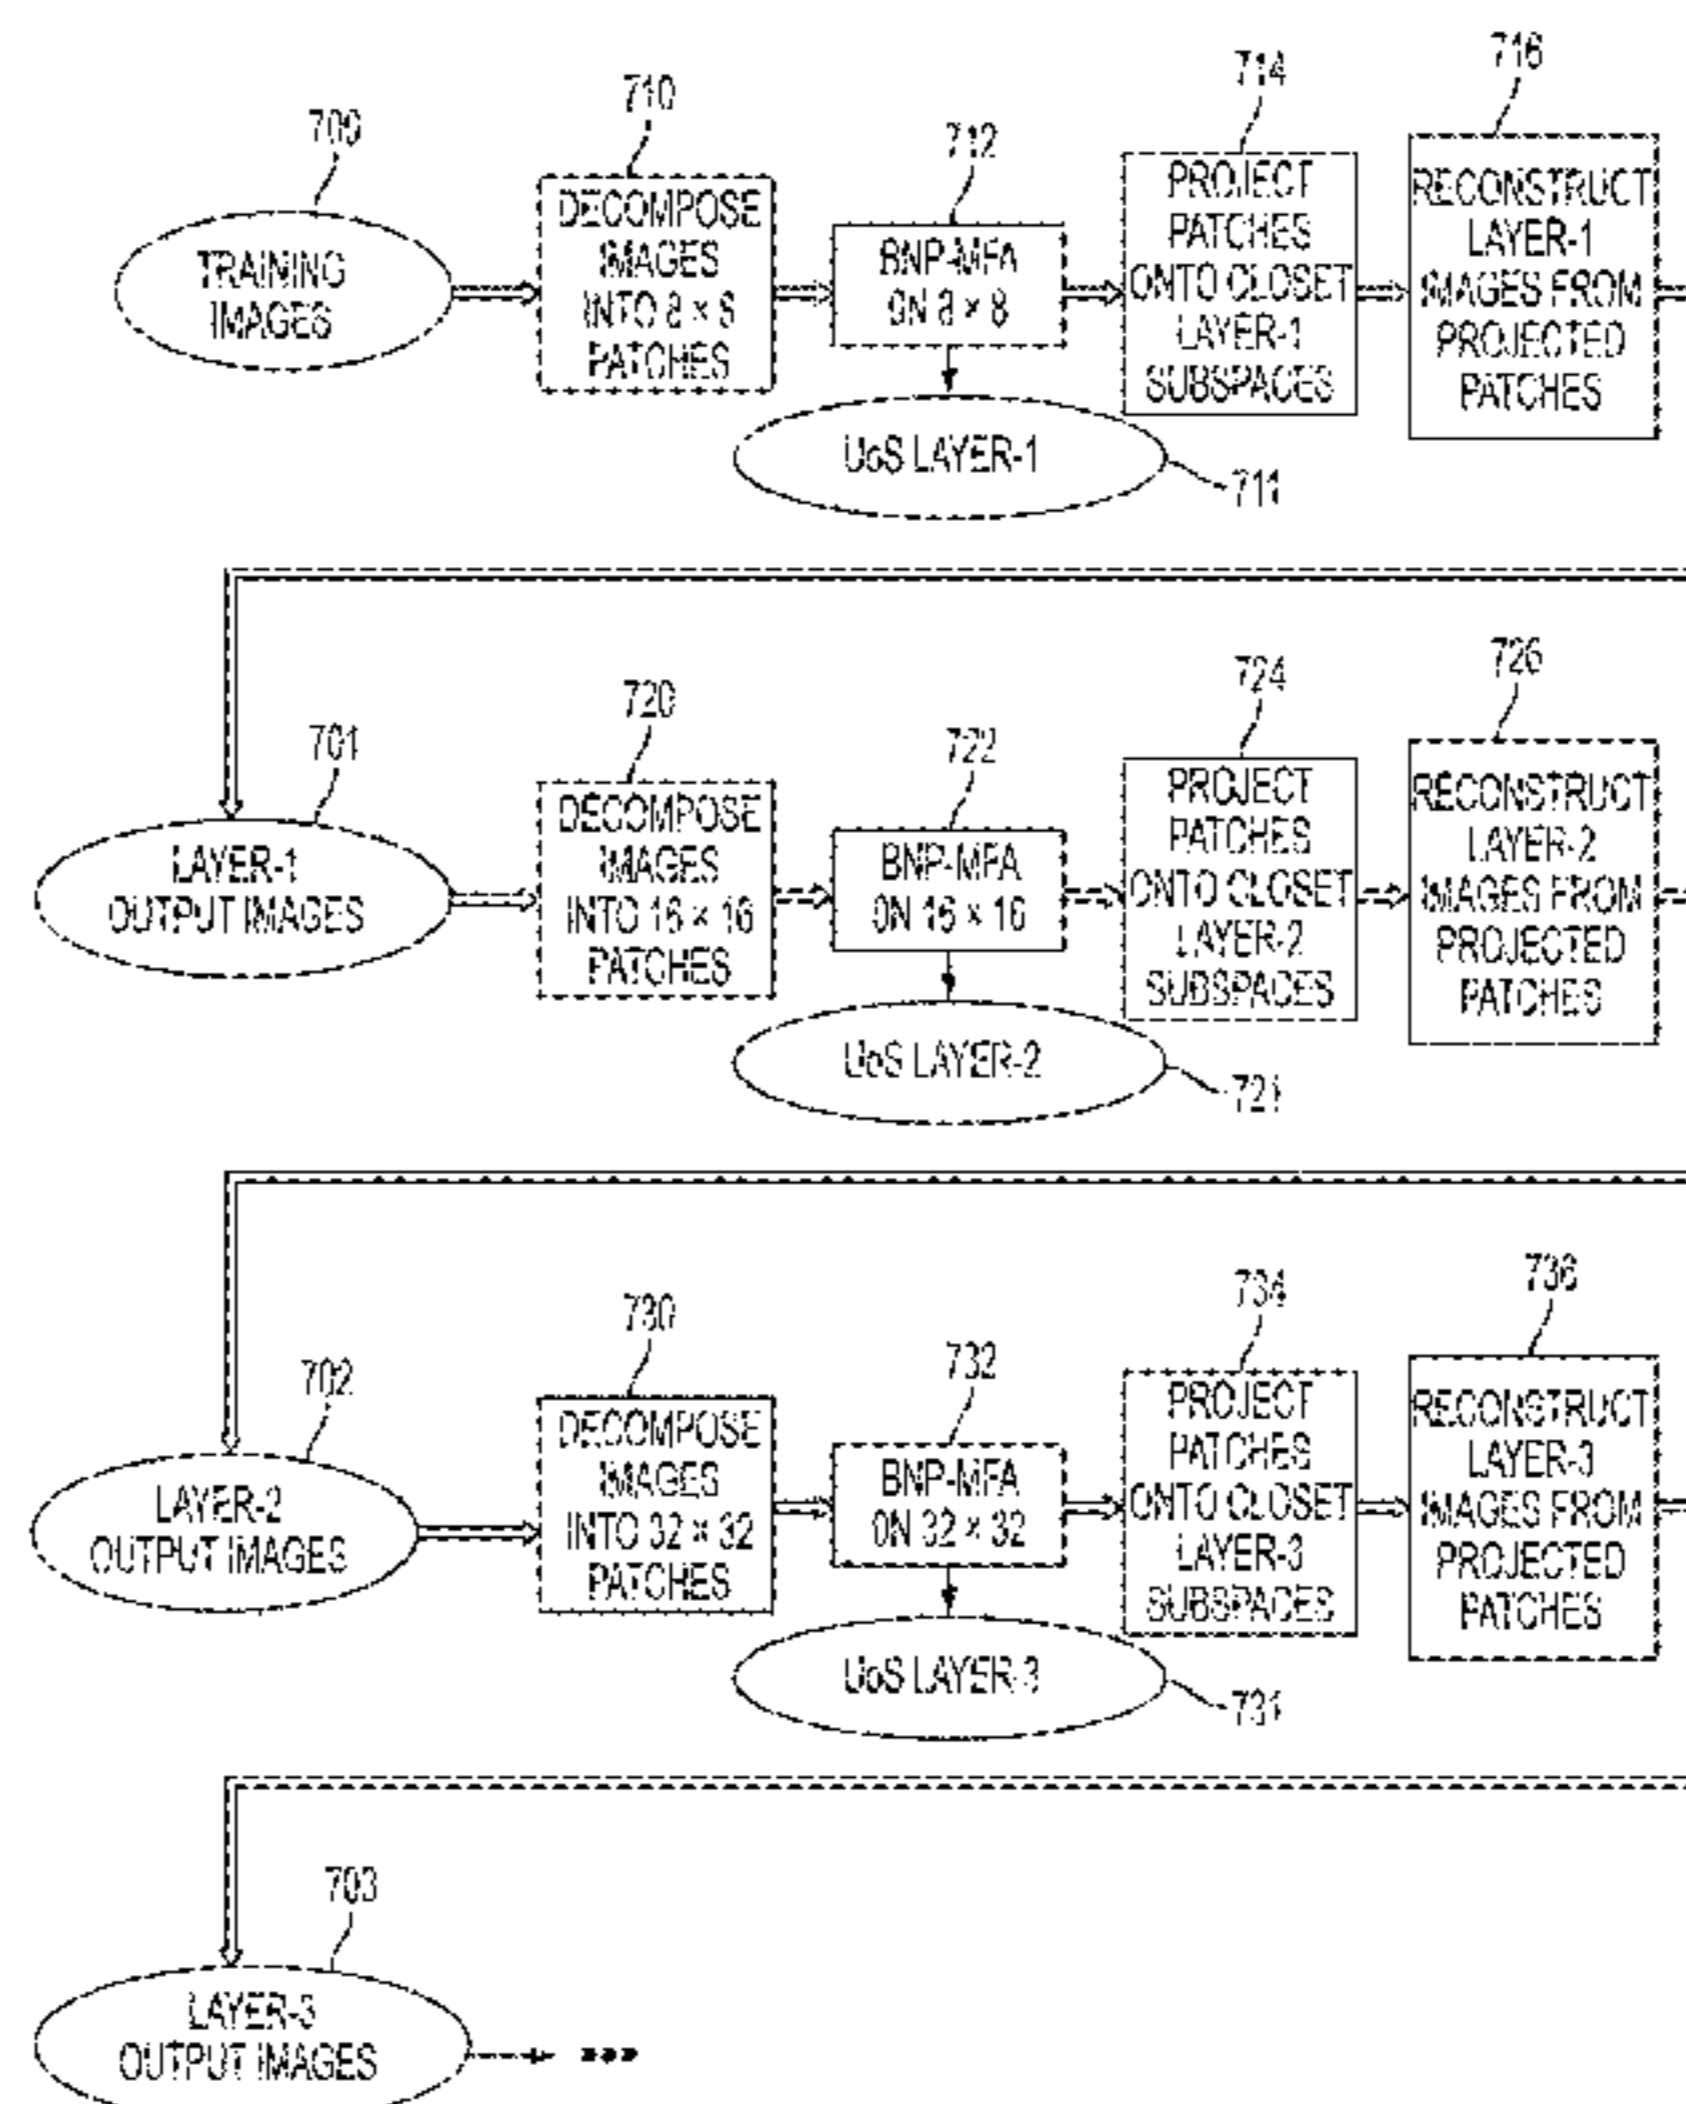 700
TRAINING
IMAGES
710
DECOMPOSE
IMAGES
INTO 8 × 8
PATCHES
712
BNP-MFA
ON 8 × 8
714
PROJECT
PATCHES
ONTO CLOSET
LAYER-1
SUBSPACES
716
RECONSTRUCT
LAYER-1
IMAGES FROM
PROJECTED
PATCHES
UoS LAYER-1
711
701
LAYER-1
OUTPUT IMAGES
720
DECOMPOSE
IMAGES
INTO 16 × 16
PATCHES
722
BNP-MFA
ON 16 × 16
724
PROJECT
PATCHES
ONTO CLOSET
LAYER-2
SUBSPACES
726
RECONSTRUCT
LAYER-2
IMAGES FROM
PROJECTED
PATCHES
UoS LAYER-2
721
702
LAYER-2
OUTPUT IMAGES
730
DECOMPOSE
IMAGES
INTO 32 × 32
PATCHES
732
BNP-MFA
ON 32 × 32
734
PROJECT
PATCHES
ONTO CLOSET
LAYER-3
SUBSPACES
736
RECONSTRUCT
LAYER-3
IMAGES FROM
PROJECTED
PATCHES
UoS LAYER-3
731
703
LAYER-3
OUTPUT IMAGES
•••